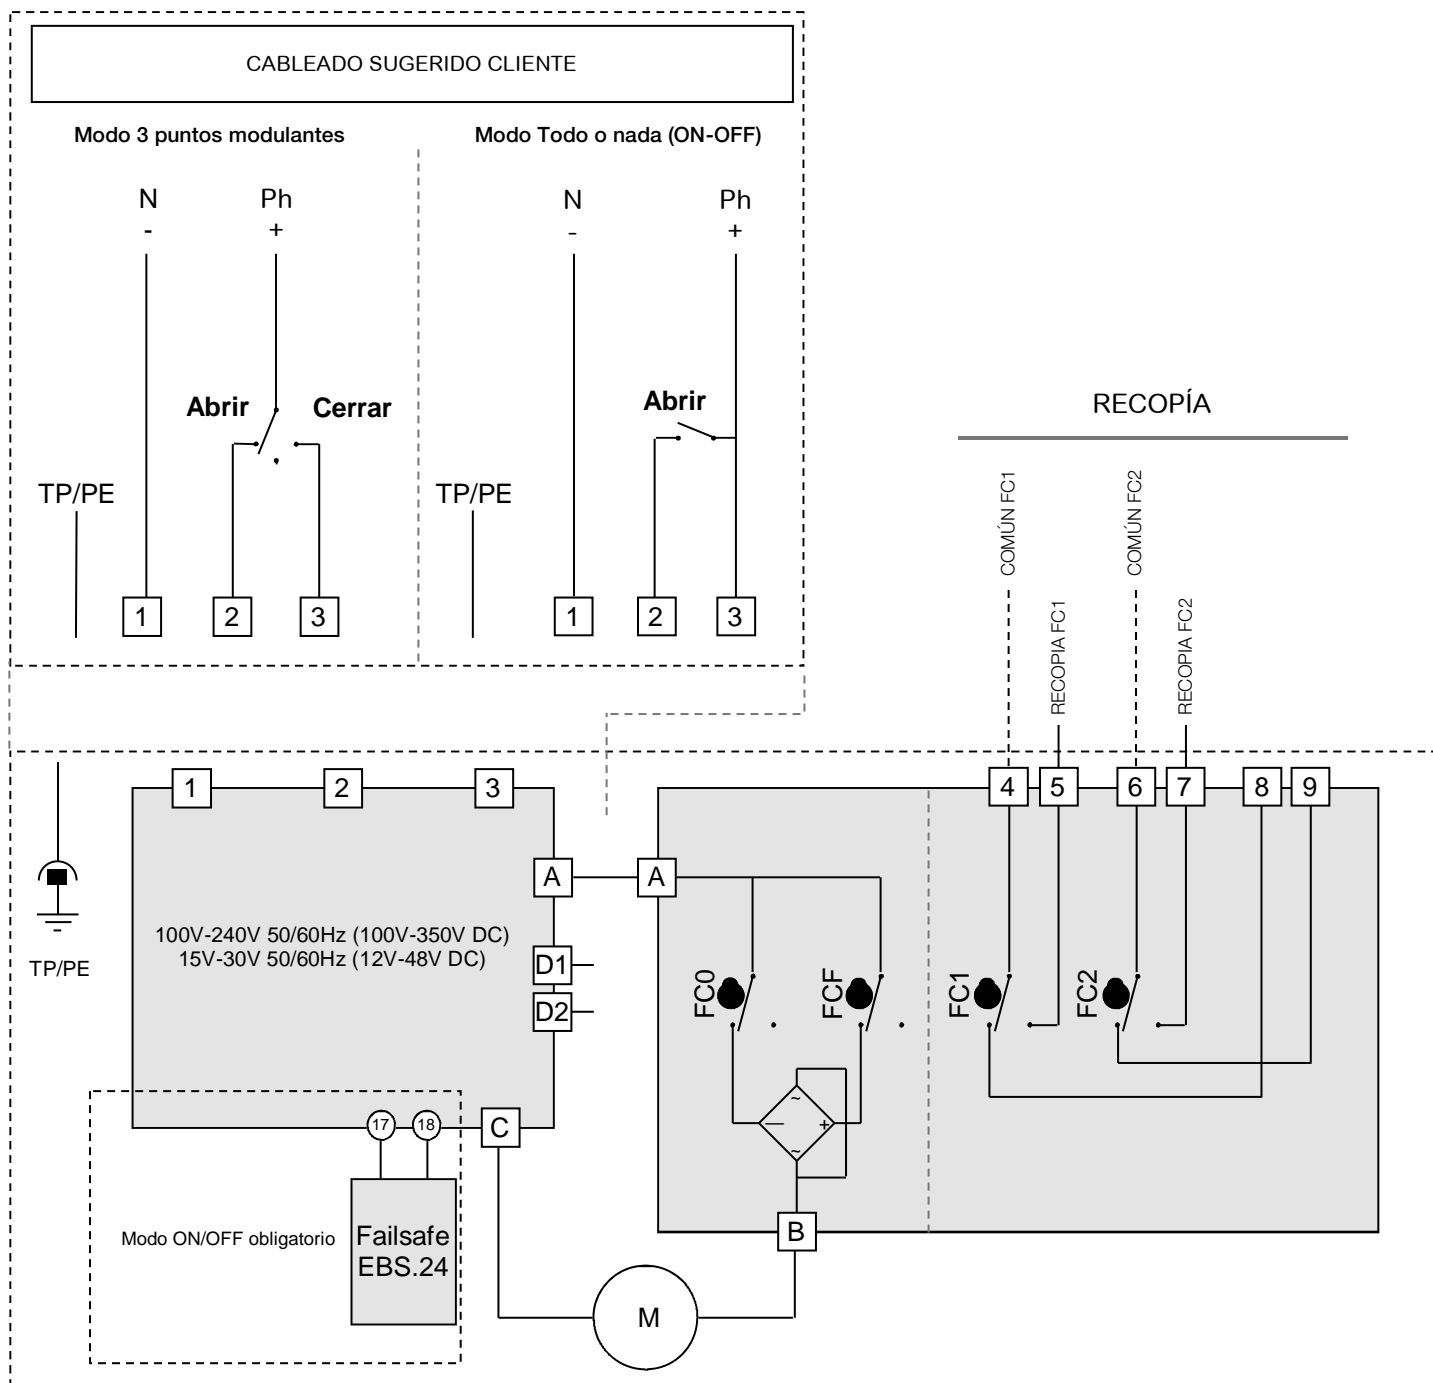 CABLEADO SUGERIDO CLIENTE
Modo 3 puntos modulantes
Modo Todo o nada (ON-OFF)
N
Ph
N
Ph
-
+
-
+
Abrir
Cerrar
Abrir
TP/PE
TP/PE
1
2
3
1
2
3
RECOPÍA
COMÚN FC1
RECOPIA FC1
COMÚN FC2
RECOPIA FC2
1
2
3
4
5
6
7
8
9
A
A
100V-240V 50/60Hz (100V-350V DC)
15V-30V 50/60Hz (12V-48V DC)
TP/PE
D1
D2
FC0
FCF
FC1
FC2
~
—
+
~
17
18
C
Modo ON/OFF obligatorio
Failsafe
EBS.24
B
M